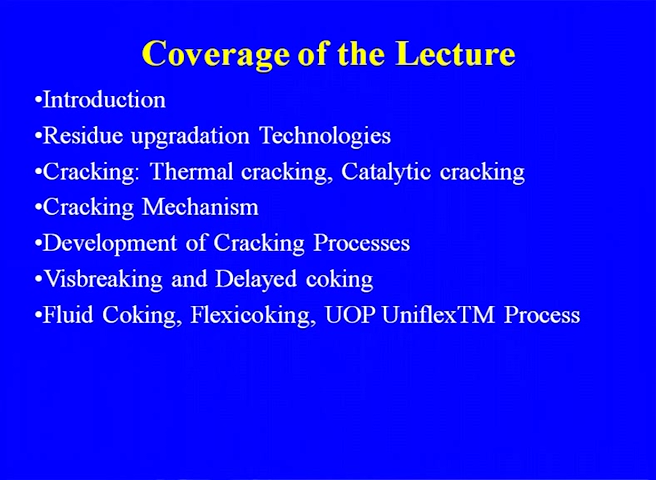 Coverage of the Lecture
•Introduction
•Residue upgradation Technologies
•Cracking: Thermal cracking, Catalytic cracking
•Cracking Mechanism
•Development of Cracking Processes
•Visbreaking and Delayed coking
•Fluid Coking, Flexicoking, UOP UniflexTM Process